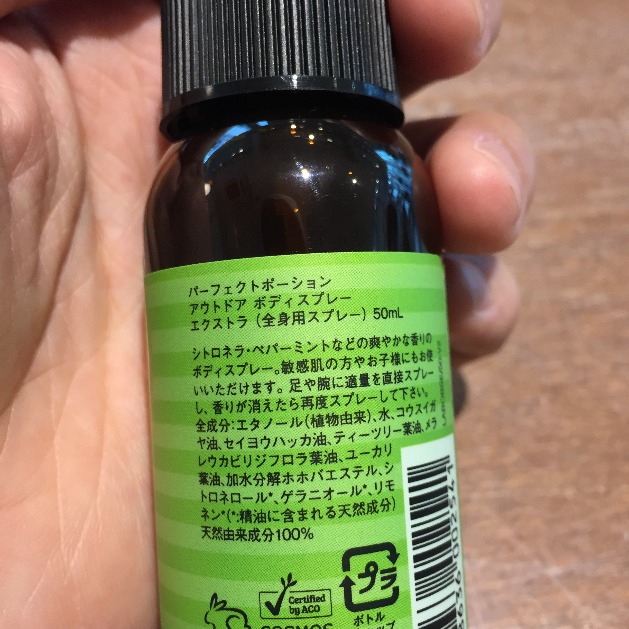 パーフェクトポーション
アウトドア ボディスプレー
エクストラ (全身用スプレー) 50mL
シトロネラ・ペパーミントなどの爽やかな香りの
ボディスプレー。敏感肌の方やお子様にもお使
いいただけます。足や腕に適量を直接スプレー
し、香りが消えたら再度スプレーして下さい。
全成分:エタノール(植物由来)、水、コウスイガ
ヤ油、セイヨウハッカ油、ティーツリー葉油、メラ
レウカビリジフロラ葉油、ユーカリ
葉油、加水分解ホホバエステル、シ
トロネロール*、ゲラニオール*、リモ
ネン*(*:精油に含まれる天然成分)
天然由来成分100%
Certified
by ACO
COSMOS
プラ
ボトル